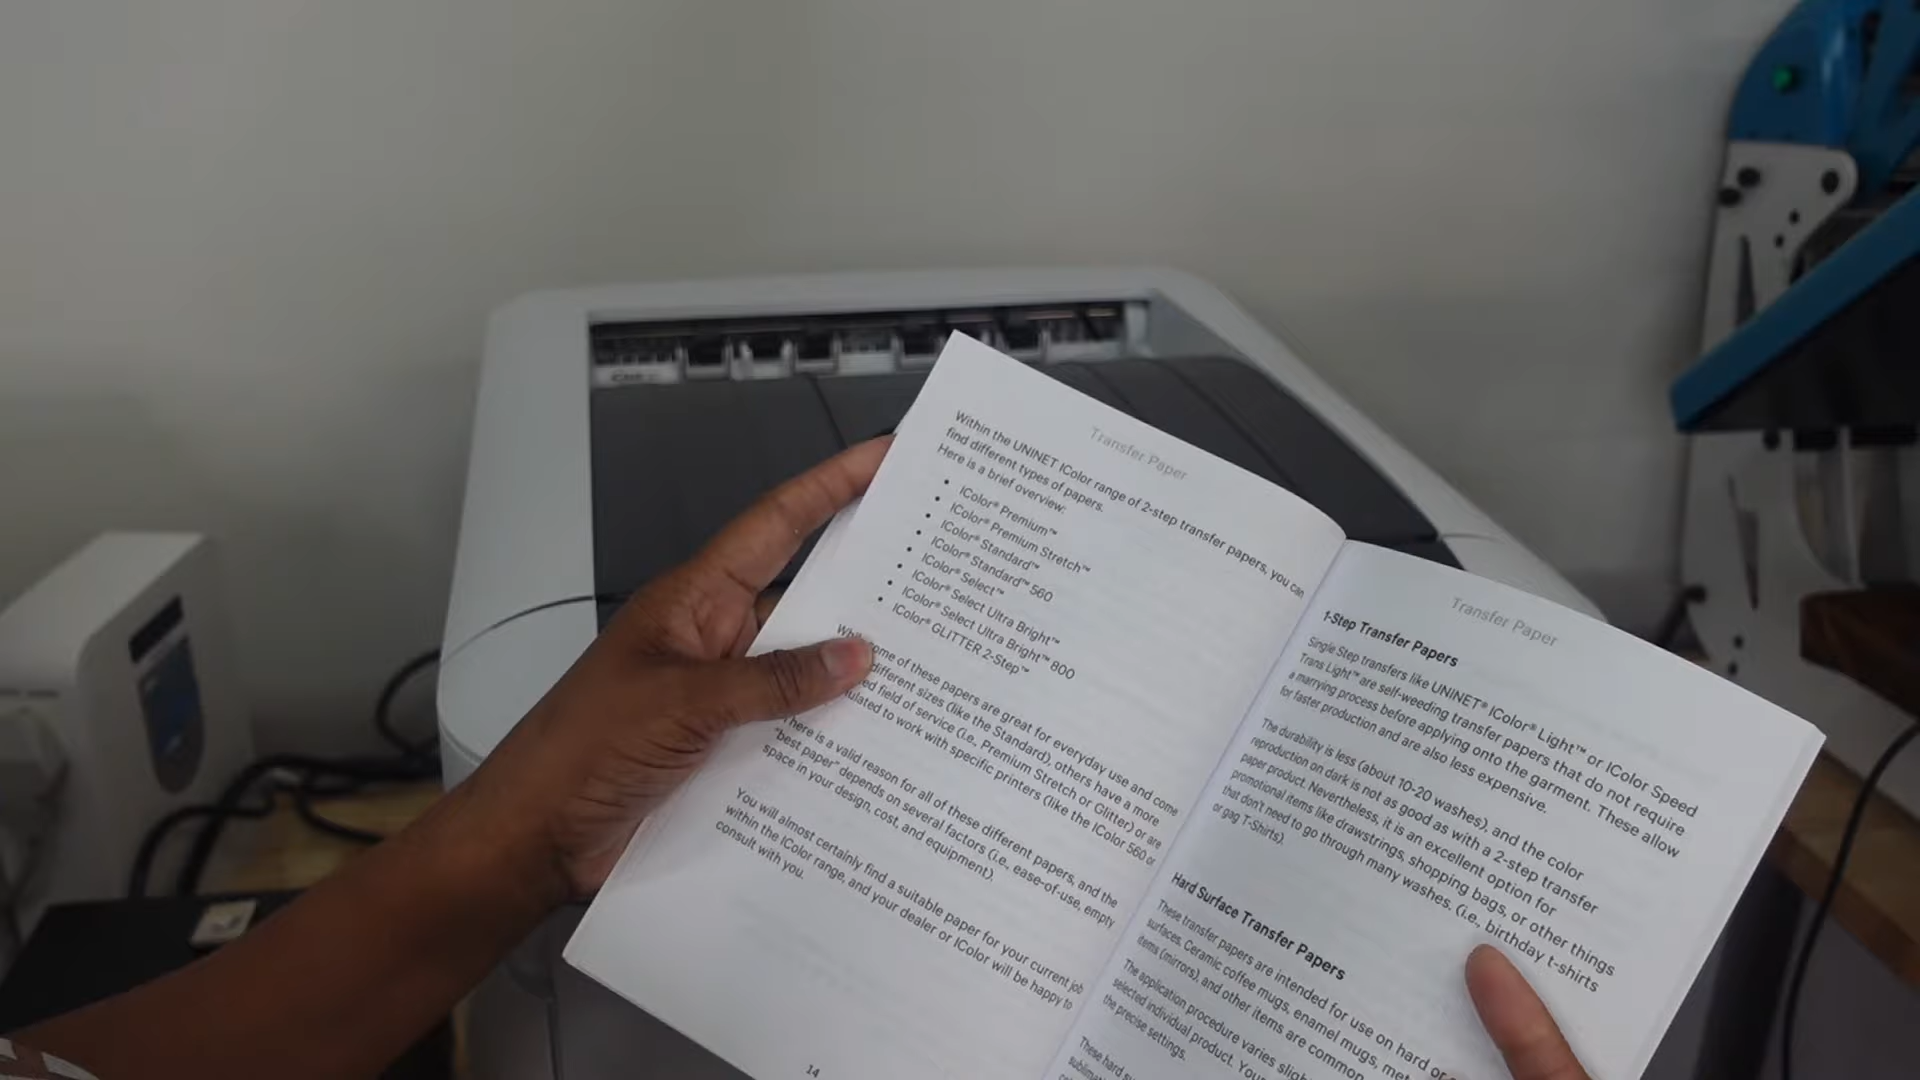 Transfer Paper
Within the UNINET IColor range of 2-step transfer papers, you can
find different types of papers.
Here is a brief overview:
• IColor® Premium™
• IColor® Premium Stretch™
• IColor® Standard™
• IColor® Standard™ 560
• IColor® Select™
• IColor® Select Ultra Bright™
• IColor® Select Ultra Bright™ 800
• IColor® GLITTER 2-Step™
some of these papers are great for everyday use and come
different sizes (like the Standard), others have a more
field of service (i.e., Premium Stretch or Glitter) or are
to work with specific printers (like the IColor 560 or
There is a valid reason for all of these different papers, and the
"best paper" depends on several factors (i.e., ease-of-use, empty
space in your design, cost, and equipment).
You will almost certainly find a suitable paper for your current job
within the IColor range, and your dealer or IColor will be happy to
consult with you.
14
Transfer Paper
1-Step Transfer Papers
Single Step transfers like UNINET® IColor® Light™ or IColor Speed
Trans Light™ are self-weeding transfer papers that do not require
a marrying process before applying onto the garment. These allow
for faster production and are also less expensive.
The durability is less (about 10-20 washes), and the color
reproduction on dark is not as good as with a 2-step transfer
paper product. Nevertheless, it is an excellent option for
promotional items like drawstrings, shopping bags, or other things
that don't need to go through many washes. (i.e., birthday t-shirts
or gag T-Shirts).
Hard Surface Transfer Papers
These transfer papers are intended for use on hard or
surfaces. Ceramic coffee mugs, enamel mugs,
items (mirrors), and other items are common
The application procedure varies
selected individual product.
the precise settings.
These hard